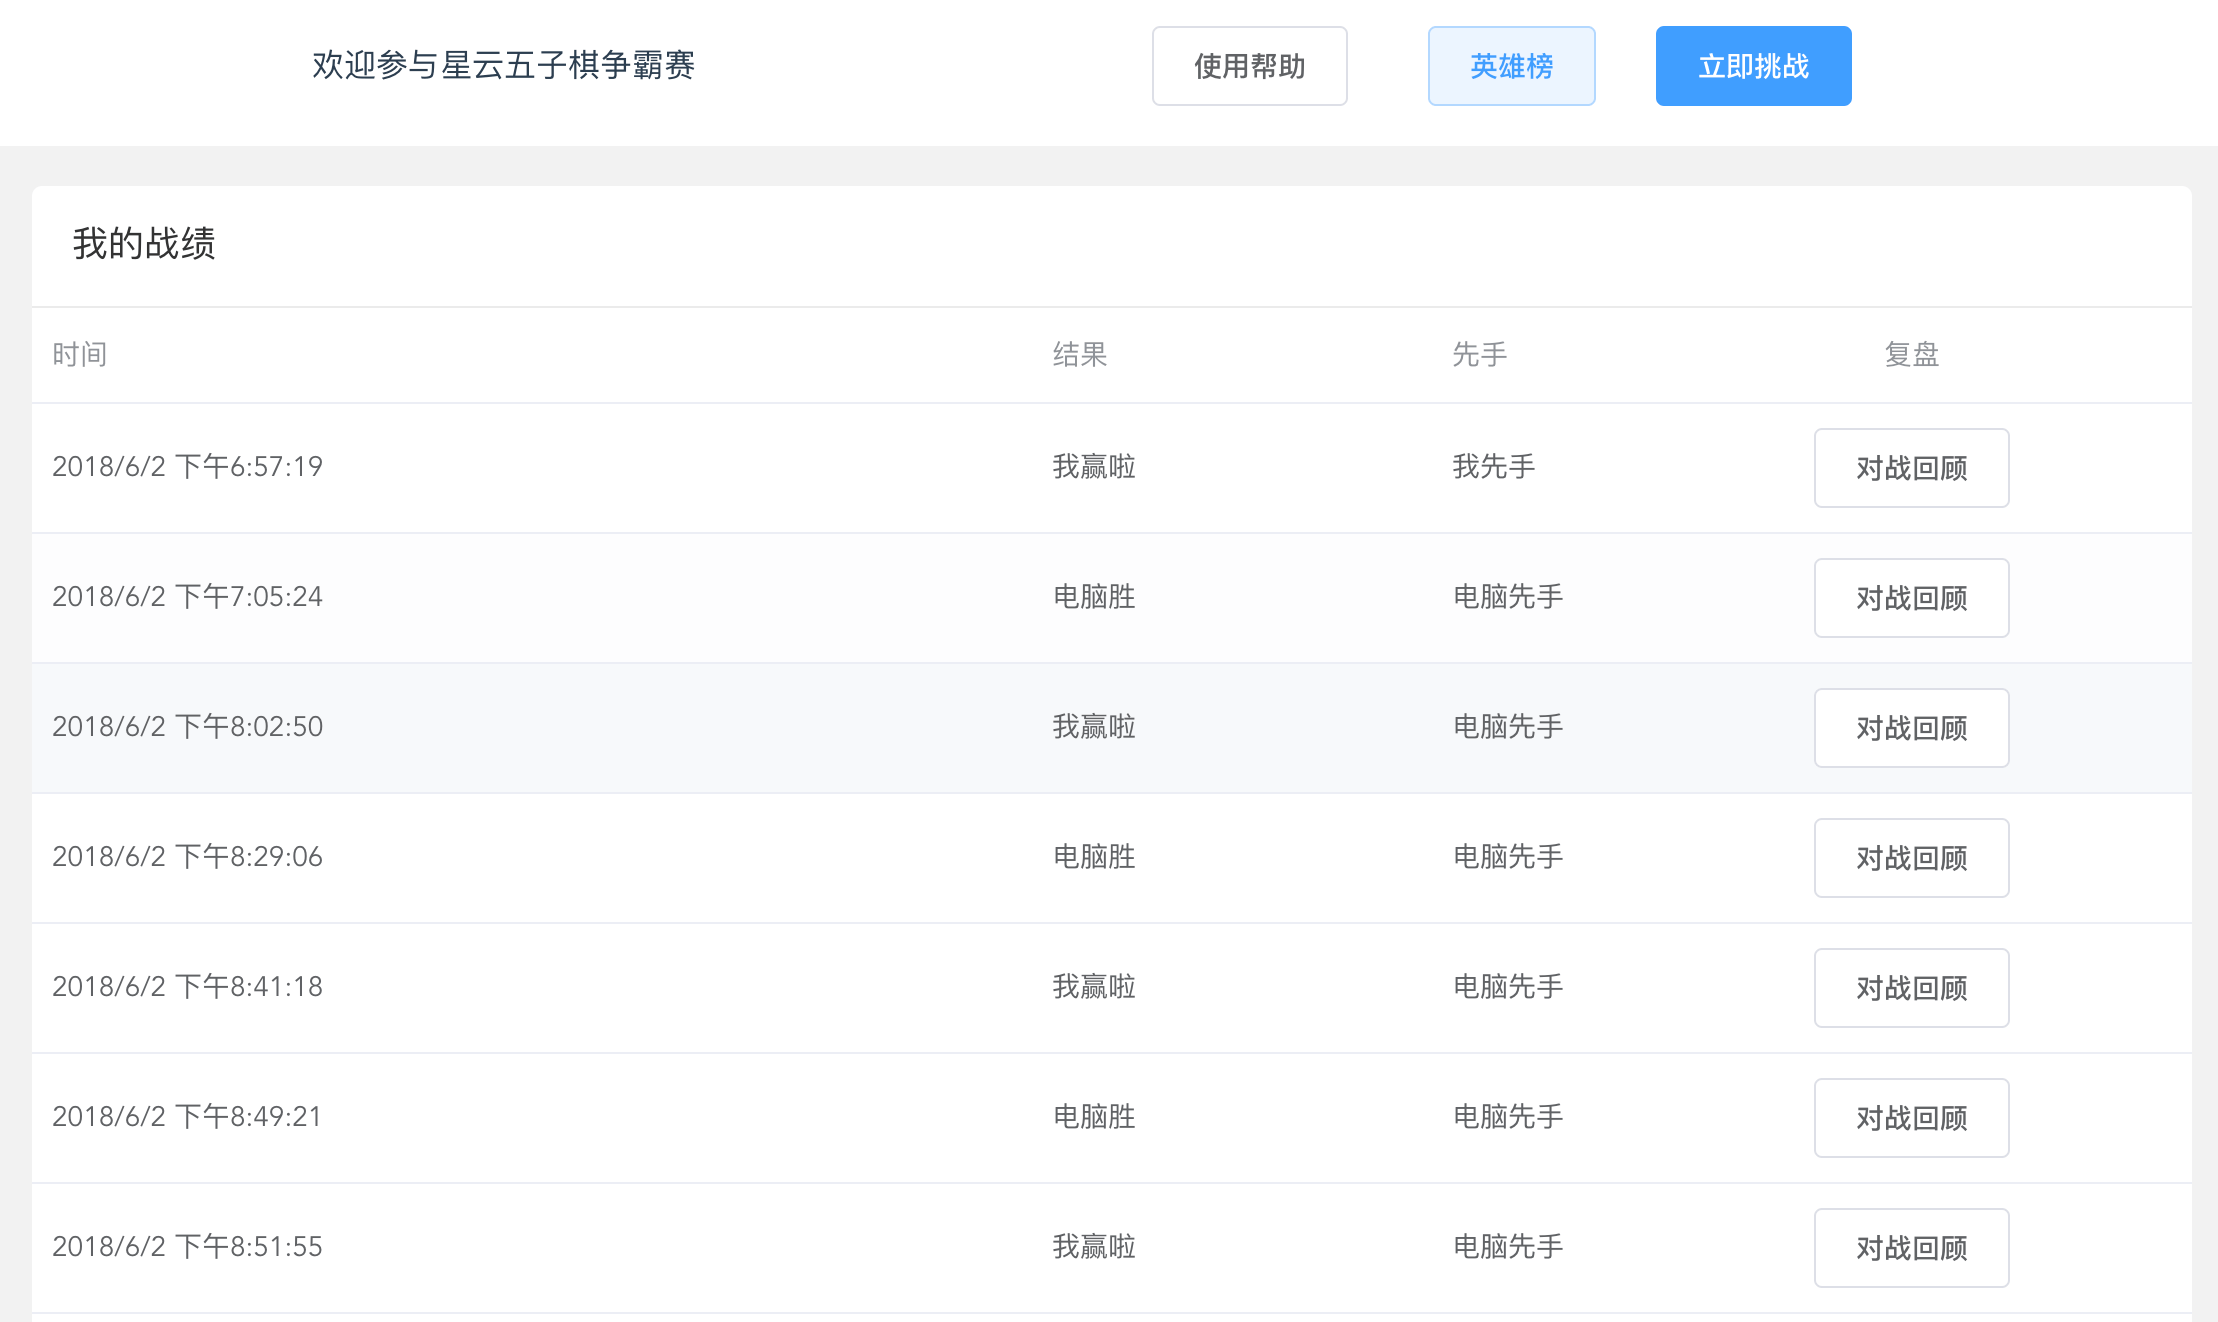 欢迎参与星云五子棋争霸赛 使用帮助 英雄榜 立即挑战
我的战绩
时间 结果 先手 复盘
2018/6/2 下午6:57:19 我赢啦 我先手 对战回顾
2018/6/2 下午7:05:24 电脑胜 电脑先手 对战回顾
2018/6/2 下午8:02:50 我赢啦 电脑先手 对战回顾
2018/6/2 下午8:29:06 电脑胜 电脑先手 对战回顾
2018/6/2 下午8:41:18 我赢啦 电脑先手 对战回顾
2018/6/2 下午8:49:21 电脑胜 电脑先手 对战回顾
2018/6/2 下午8:51:55 我赢啦 电脑先手 对战回顾